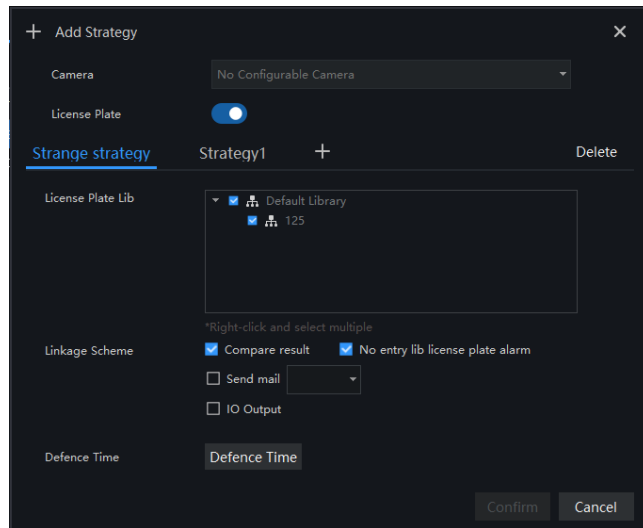 Add Strategy
Camera No Configurable Camera
License Plate
Strange strategy Strategy1 Delete
License Plate Lib Default Library
125
*Right-click and select multiple
Linkage Scheme Compare result No entry lib license plate alarm
Send mail
IO Output
Defence Time Defence Time
Confirm Cancel